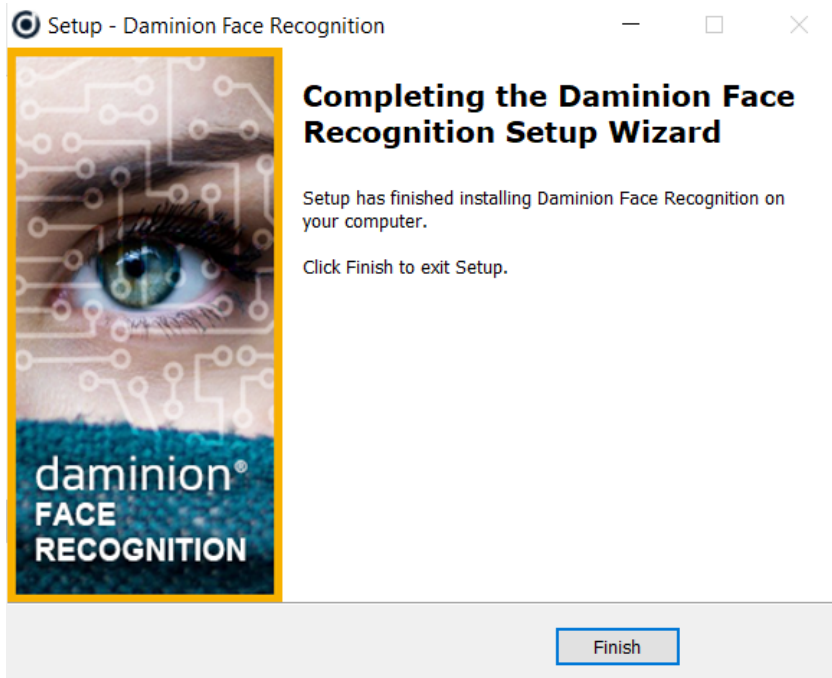 Setup - Daminion Face Recognition
Completing the Daminion Face
Recognition Setup Wizard
Setup has finished installing Daminion Face Recognition on
your computer.
Click Finish to exit Setup.
daminion®
FACE
RECOGNITION
Finish